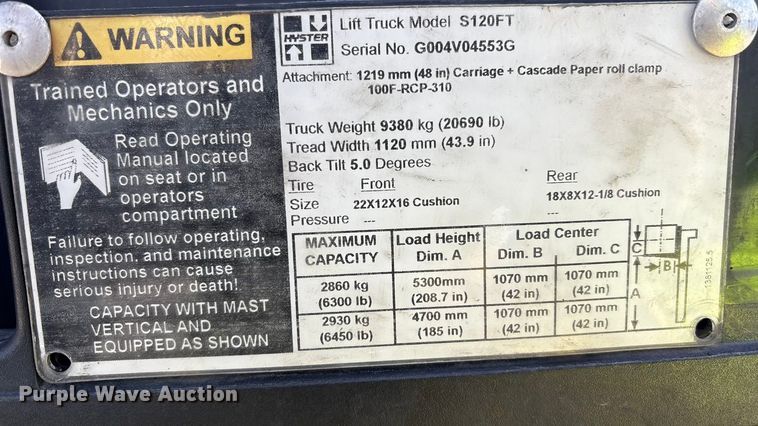 WARNING
Trained Operators and
Mechanics Only
Read Operating
Manual located
on seat or in
operators
compartment
Failure to follow operating,
inspection, and maintenance
instructions can cause
serious injury or death!
CAPACITY WITH MAST
VERTICAL AND
EQUIPPED AS SHOWN
HYSTER
Lift Truck Model S120FT
Serial No. G004V04553G
Attachment: 1219 mm (48 in) Carriage + Cascade Paper roll clamp
100F-RCP-310
Truck Weight 9380 kg (20690 lb)
Tread Width 1120 mm (43.9 in)
Back Tilt 5.0 Degrees
Tire Front Rear
Size 22X12X16 Cushion 18X8X12-1/8 Cushion
Pressure --- ---
MAXIMUM CAPACITY Load Height Dim. A Load Center Dim. B Dim. C
2860 kg (6300 lb) 5300mm (208.7 in) 1070 mm (42 in) 1070 mm (42 in)
2930 kg (6450 lb) 4700 mm (185 in) 1070 mm (42 in) 1070 mm (42 in)
C
B
A
1381125-5
Purple Wave Auction